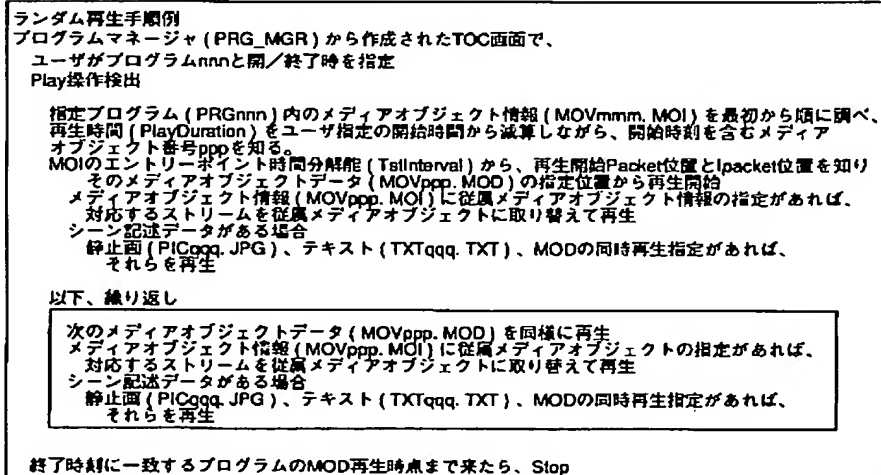 ランダム再生手順例
プログラムマネージャ(PRG_MGR)から作成されたTOC画面で、
ユーザがプログラムnnnと開/終了時を指定
Play操作検出
指定プログラム(PRGnnn)内のメディアオブジェクト情報(MOVmmm. MOI)を最初から順に調べ、
再生時間(PlayDuration)をユーザ指定の開始時間から減算しながら、開始時刻を含むメディア
オブジェクト番号pppを知る。
MOIのエントリーポイント時間分解能(TstInterval)から、再生開始Packet位置とIpacket位置を知り
そのメディアオブジェクトデータ(MOVppp. MOD)の指定位置から再生開始
メディアオブジェクト情報(MOVppp. MOI)に従属メディアオブジェクト情報の指定があれば、
対応するストリームを従属メディアオブジェクトに取り替えて再生
シーン記述データがある場合
静止画(PICqqq. JPG)、テキスト(TXTqqq. TXT)、MODの同時再生指定があれば、
それらを再生
以下、繰り返し
次のメディアオブジェクトデータ(MOVppp. MOD)を同様に再生
メディアオブジェクト情報(MOVppp. MOI)に従属メディアオブジェクトの指定があれば、
対応するストリームを従属メディアオブジェクトに取り替えて再生
シーン記述データがある場合
静止画(PICqqq. JPG)、テキスト(TXTqqq. TXT)、MODの同時再生指定があれば、
それらを再生
終了時刻に一致するプログラムのMOD再生時点まで来たら、Stop